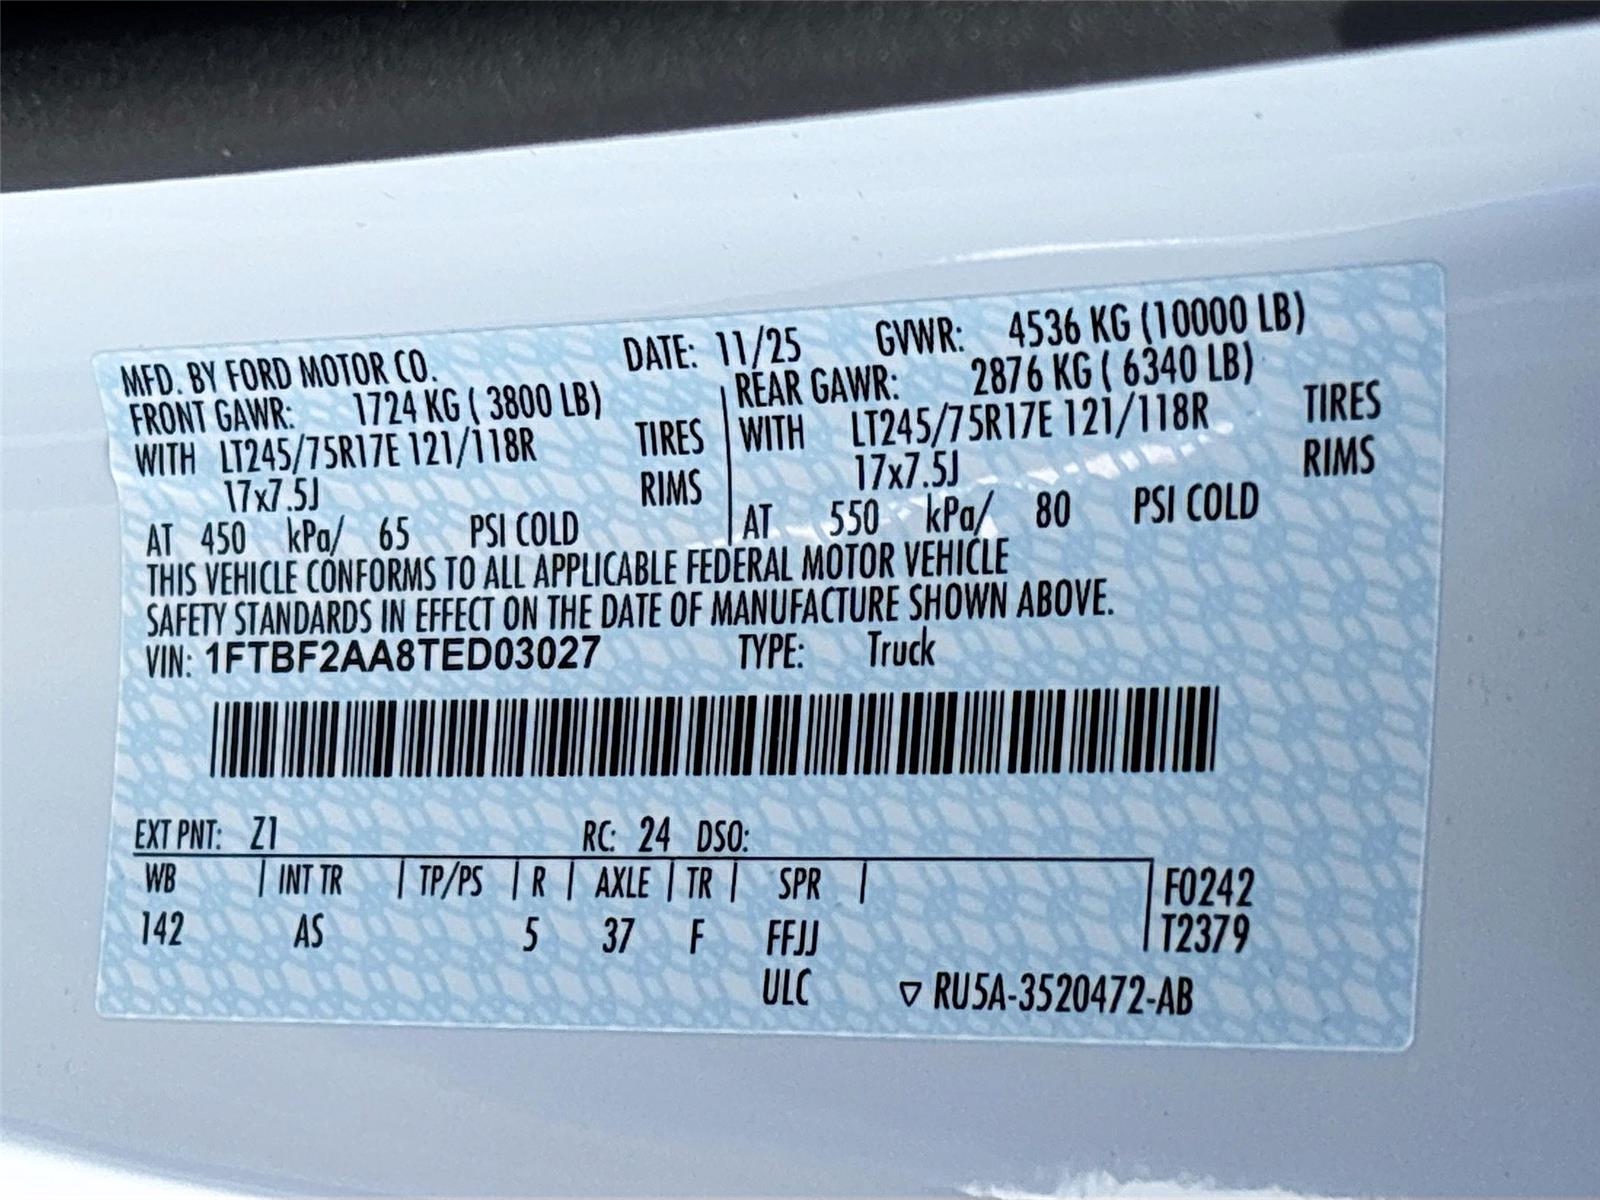 MFD. BY FORD MOTOR CO. DATE: 11/25 GVWR: 4536 KG (10000 LB)
FRONT GAWR: 1724 KG ( 3800 LB) REAR GAWR: 2876 KG ( 6340 LB)
WITH LT245/75R17E 121/118R TIRES WITH LT245/75R17E 121/118R TIRES
17x7.5J RIMS 17x7.5J RIMS
AT 450 kPa/ 65 PSI COLD AT 550 kPa/ 80 PSI COLD
THIS VEHICLE CONFORMS TO ALL APPLICABLE FEDERAL MOTOR VEHICLE
SAFETY STANDARDS IN EFFECT ON THE DATE OF MANUFACTURE SHOWN ABOVE.
VIN: 1FTBF2AA8TED03027 TYPE: Truck
EXT PNT: Z1 RC: 24 DSO:
WB | INT TR | TP/PS | R | AXLE | TR | SPR | F0242
142 AS 5 37 F FFJJ T2379
ULC ▽ RU5A-3520472-AB